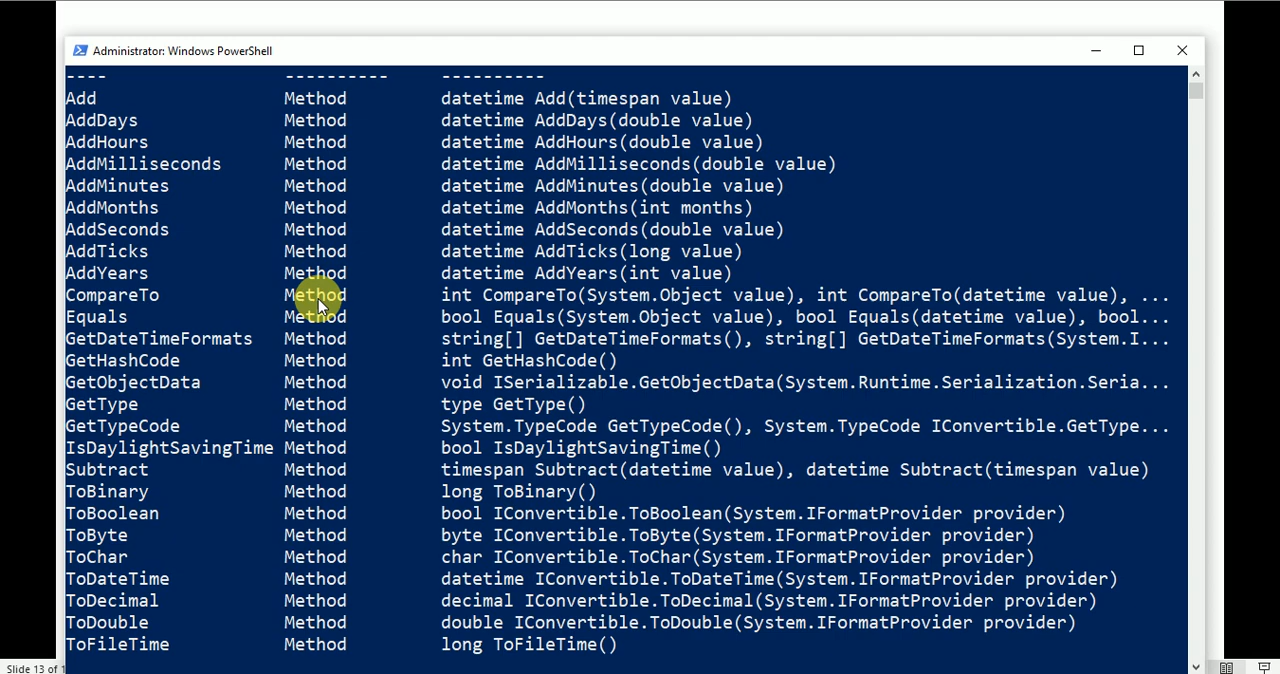 Administrator: Windows PowerShell
---- ---------- ----------
Add Method datetime Add(timespan value)
AddDays Method datetime AddDays(double value)
AddHours Method datetime AddHours(double value)
AddMilliseconds Method datetime AddMilliseconds(double value)
AddMinutes Method datetime AddMinutes(double value)
AddMonths Method datetime AddMonths(int months)
AddSeconds Method datetime AddSeconds(double value)
AddTicks Method datetime AddTicks(long value)
AddYears Method datetime AddYears(int value)
CompareTo Method int CompareTo(System.Object value), int CompareTo(datetime value), ...
Equals Method bool Equals(System.Object value), bool Equals(datetime value), bool...
GetDateTimeFormats Method string[] GetDateTimeFormats(), string[] GetDateTimeFormats(System.I...
GetHashCode Method int GetHashCode()
GetObjectData Method void ISerializable.GetObjectData(System.Runtime.Serialization.Seria...
GetType Method type GetType()
GetTypeCode Method System.TypeCode GetTypeCode(), System.TypeCode IConvertible.GetType...
IsDaylightSavingTime Method bool IsDaylightSavingTime()
Subtract Method timespan Subtract(datetime value), datetime Subtract(timespan value)
ToBinary Method long ToBinary()
ToBoolean Method bool IConvertible.ToBoolean(System.IFormatProvider provider)
ToByte Method byte IConvertible.ToByte(System.IFormatProvider provider)
ToChar Method char IConvertible.ToChar(System.IFormatProvider provider)
ToDateTime Method datetime IConvertible.ToDateTime(System.IFormatProvider provider)
ToDecimal Method decimal IConvertible.ToDecimal(System.IFormatProvider provider)
ToDouble Method double IConvertible.ToDouble(System.IFormatProvider provider)
ToFileTime Method long ToFileTime()
Slide 13 of